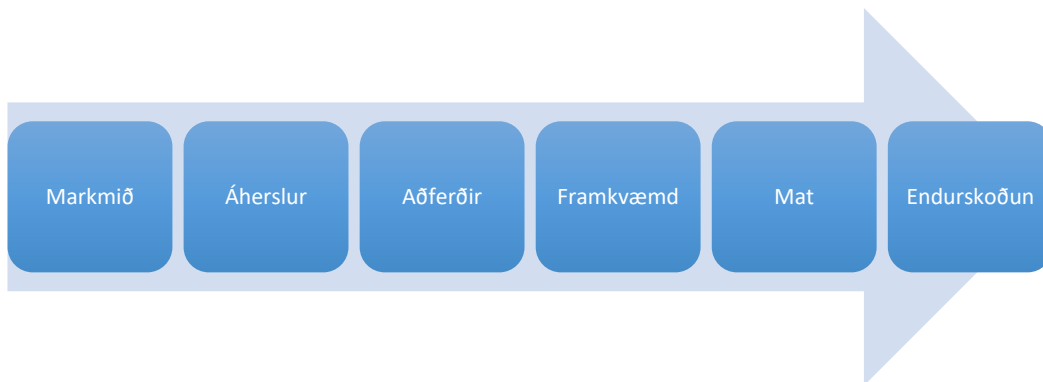 Markmið
Áherslur
Aðferðir
Framkvæmd
Mat
Endurskoðun